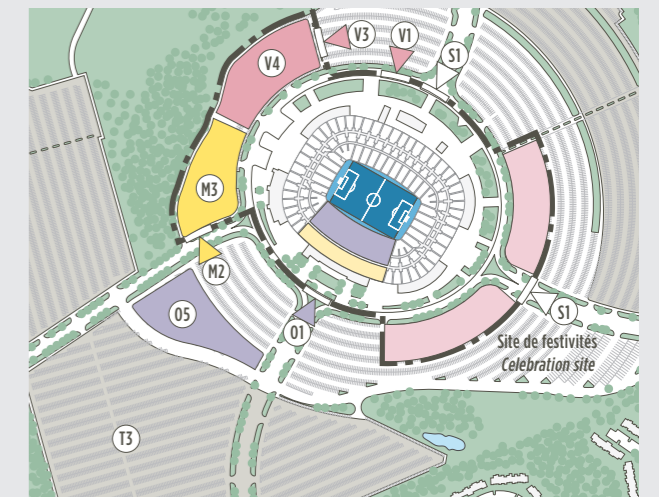 V3
V1
S1
V4
M3
M2
O5
O1
S1
Site de festivités
Celebration site
T3